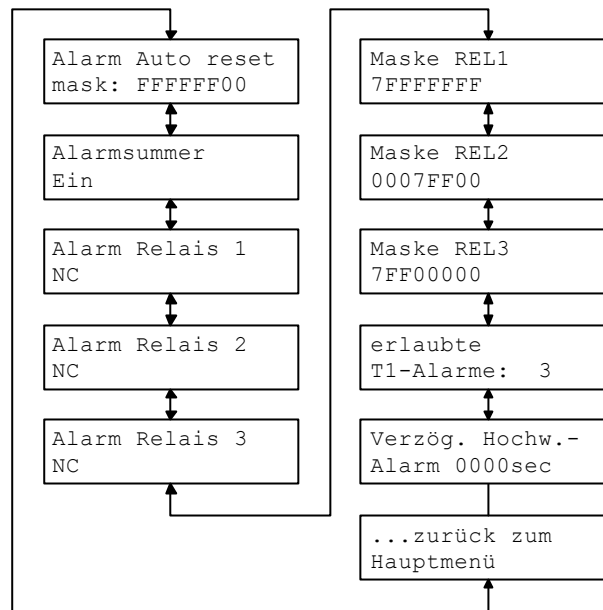 Alarm Auto reset
mask: FFFFFF00
Alarmsummer
Ein
Alarm Relais 1
NC
Alarm Relais 2
NC
Alarm Relais 3
NC
Maske REL1
7FFFFFFF
Maske REL2
0007FF00
Maske REL3
7FF00000
erlaubte
T1-Alarme:  3
Verzög. Hochw.-
Alarm 0000sec
...zurück zum
Hauptmenü